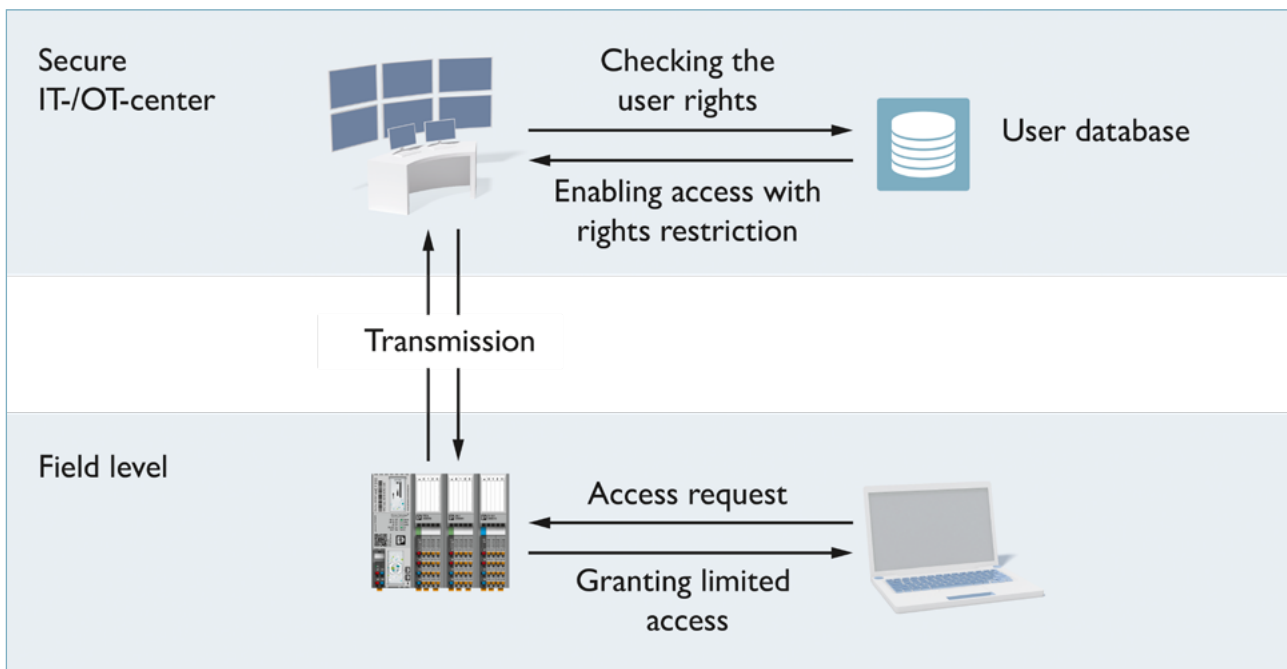 Secure
IT-/OT-center
Checking the
user rights
User database
Enabling access with
rights restriction
Transmission
Field level
Access request
Granting limited
access